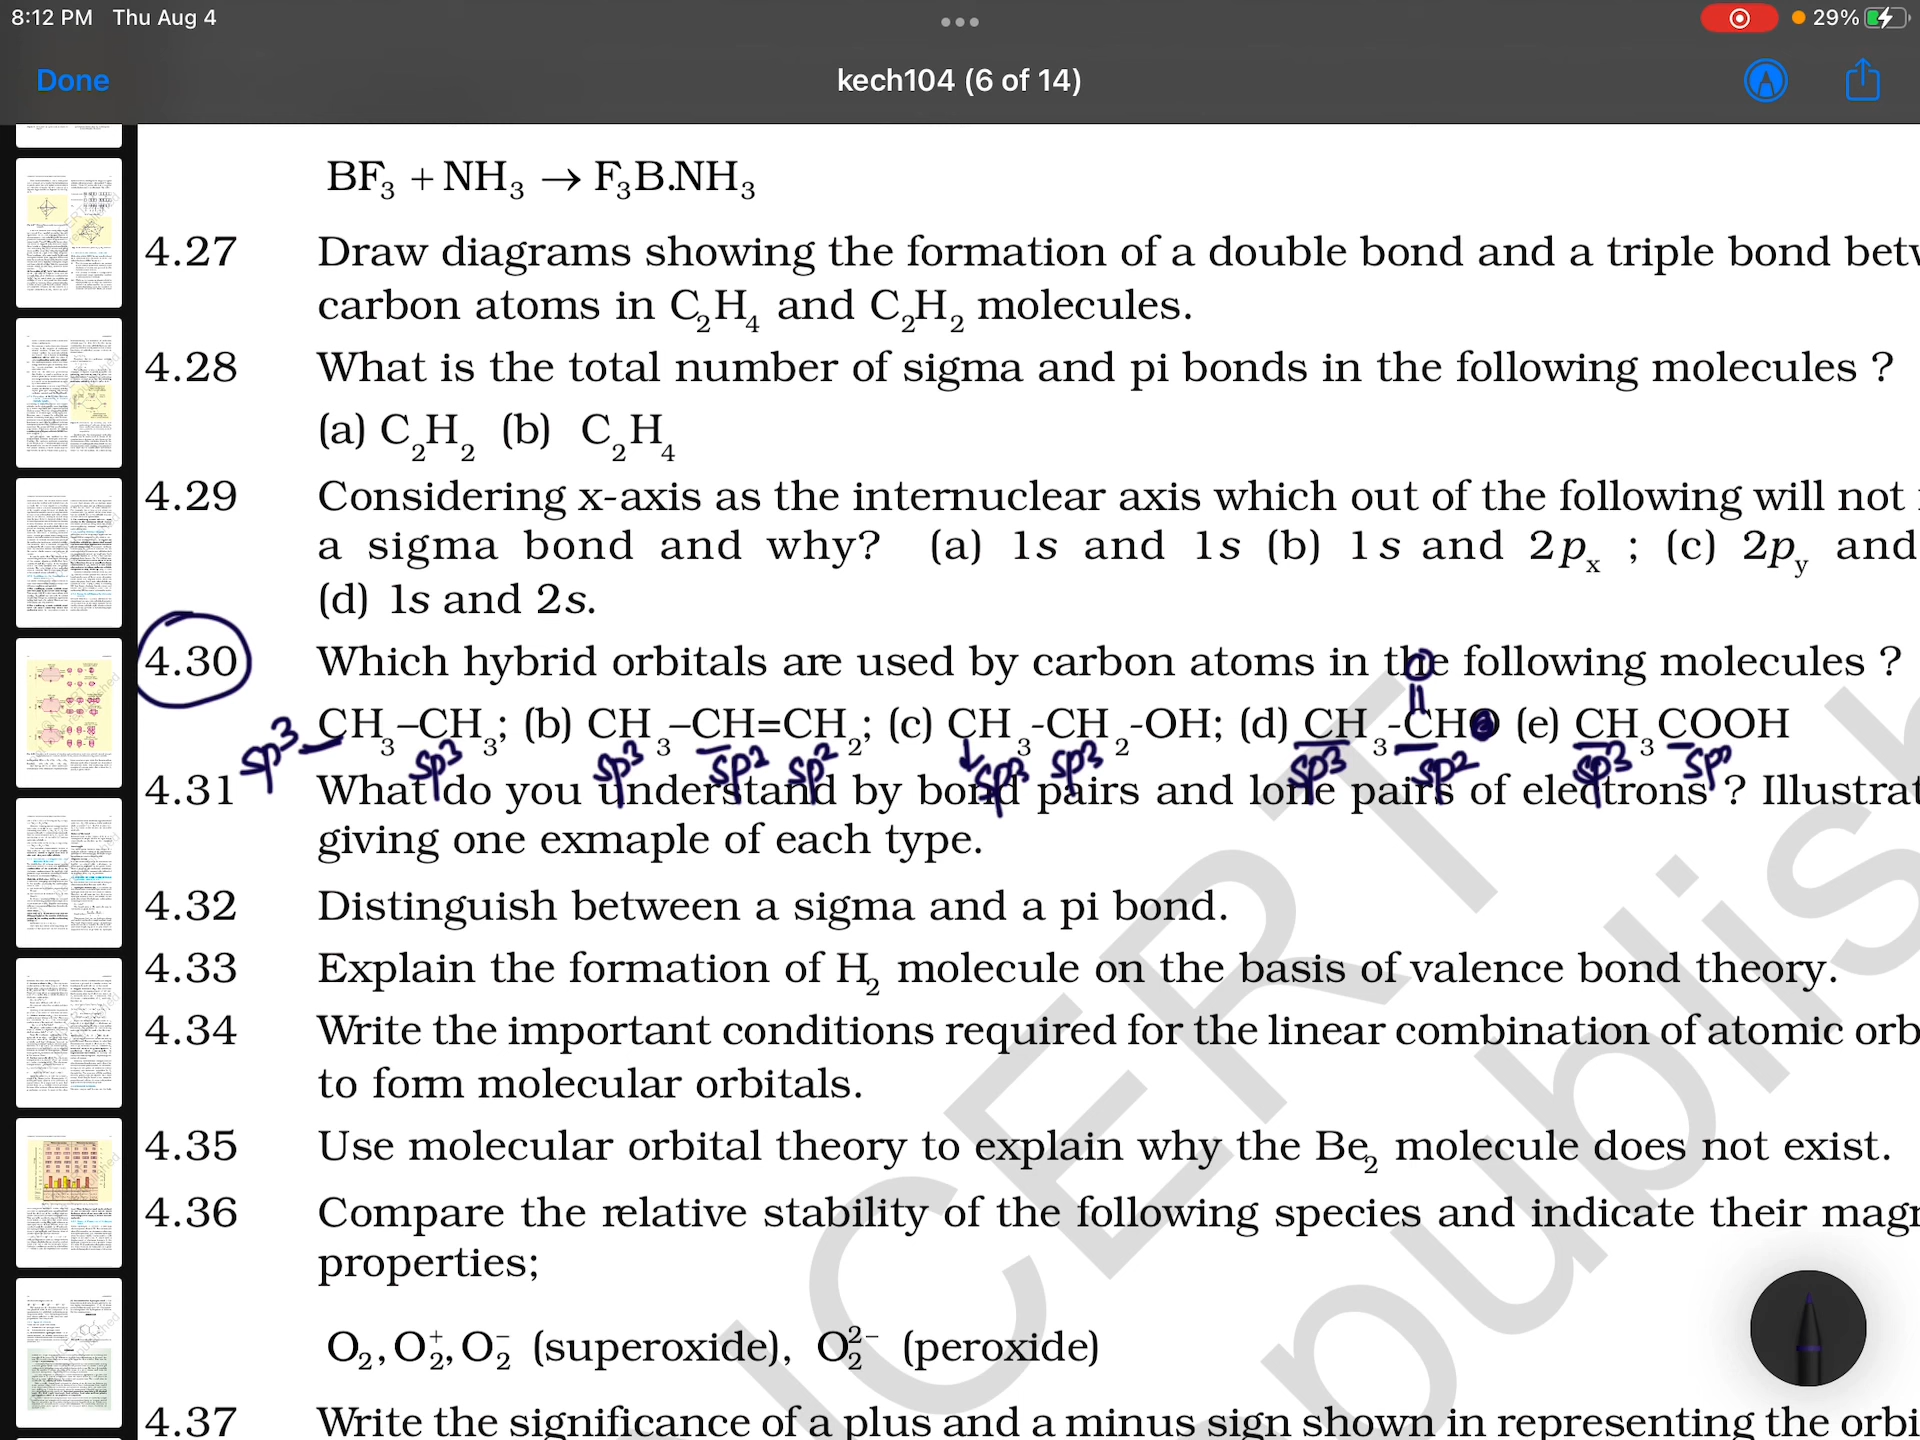 8:12 PM Thu Aug 4
29%
Done
kech104 (6 of 14)
BF₃ + NH₃ → F₃B.NH₃
4.27 Draw diagrams showing the formation of a double bond and a triple bond
carbon atoms in C₂H₄ and C₂H₂ molecules.
4.28 What is the total number of sigma and pi bonds in the following molecules ?
(a) C₂H₂ (b) C₂H₄
4.29 Considering x-axis as the internuclear axis which out of the following will not
a sigma bond and why? (a) 1s and 1s (b) 1s and 2pₓ ; (c) 2p_y and
(d) 1s and 2s.
4.30 Which hybrid orbitals are used by carbon atoms in the following molecules ?
O
CH₃–CH₃; (b) CH₃–CH=CH₂; (c) CH₃-CH₂-OH; (d) CH₃-CHO (e) CH₃COOH
sp³ sp³ sp³ sp² sp² sp³ sp³ sp³ sp² sp³
4.31 What do you understand by bond pairs and lone pairs of electrons ?
giving one exmaple of each type.
4.32 Distinguish between a sigma and a pi bond.
4.33 Explain the formation of H₂ molecule on the basis of valence bond theory.
4.34 Write the important conditions required for the linear combination of atomic
to form molecular orbitals.
4.35 Use molecular orbital theory to explain why the Be₂ molecule does not exist.
4.36 Compare the relative stability of the following species and indicate their
properties;
O₂, O₂⁺, O₂⁻ (superoxide), O₂²⁻ (peroxide)
4.37 Write the significance of a plus and a minus sign shown in representing the